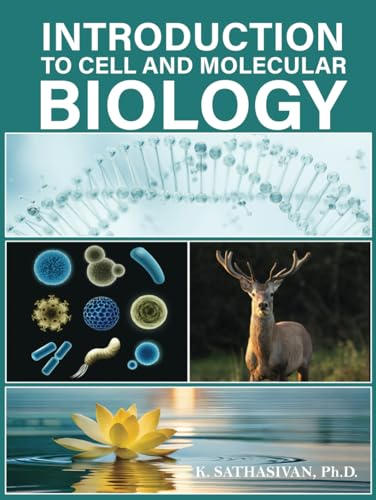 INTRODUCTION
TO CELL AND MOLECULAR
BIOLOGY
K. SATHASIVAN, Ph.D.